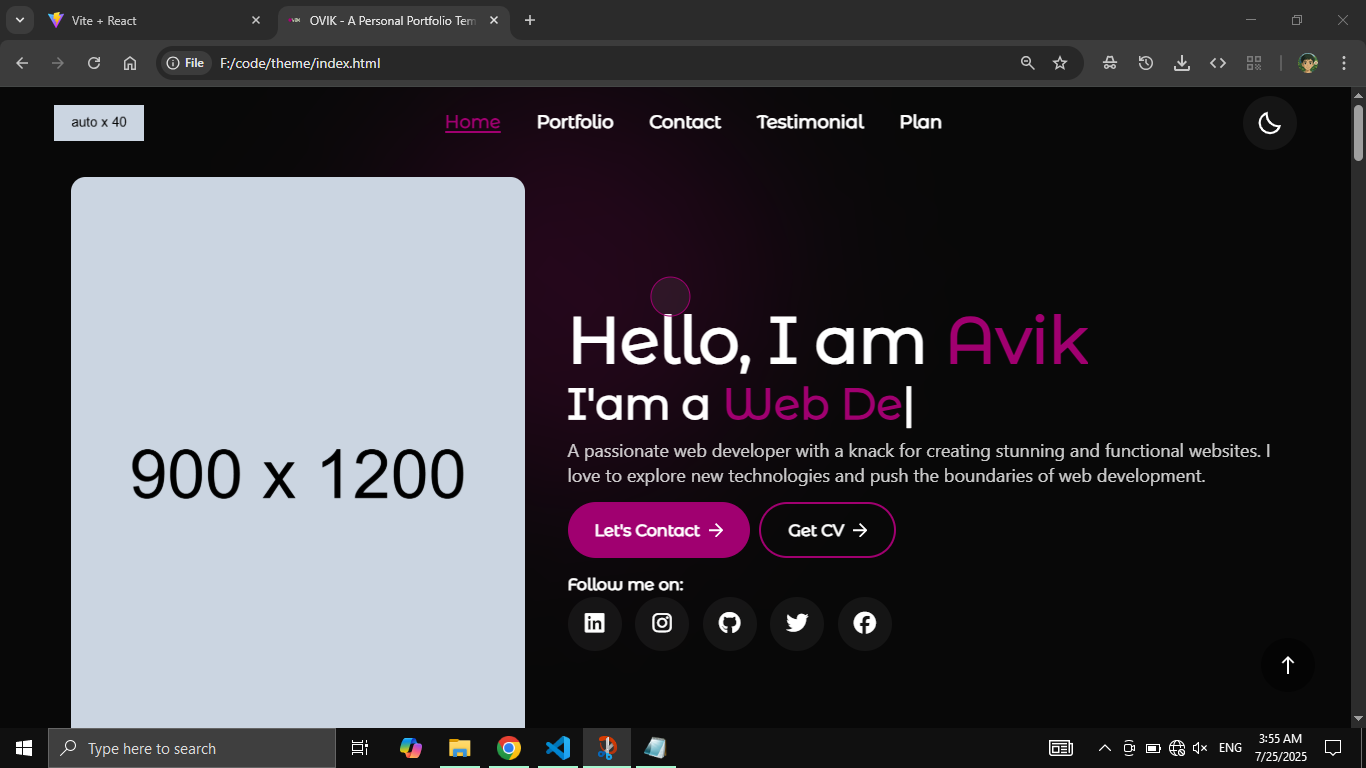 Vite + React
OVIK - A Personal Portfolio Tem
File
F:/code/theme/index.html
auto x 40
Home
Portfolio
Contact
Testimonial
Plan
900 x 1200
Hello, I am Avik
I'am a Web De|
A passionate web developer with a knack for creating stunning and functional websites. I
love to explore new technologies and push the boundaries of web development.
Let's Contact
Get CV
Follow me on:
Type here to search
ENG
3:55 AM
7/25/2025